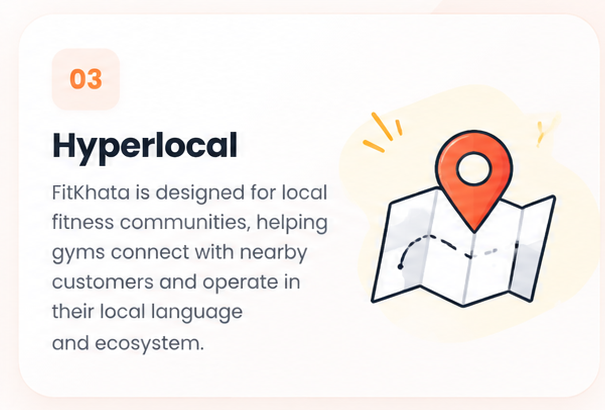 03
Hyperlocal
FitKhata is designed for local
fitness communities, helping
gyms connect with nearby
customers and operate in
their local language
and ecosystem.